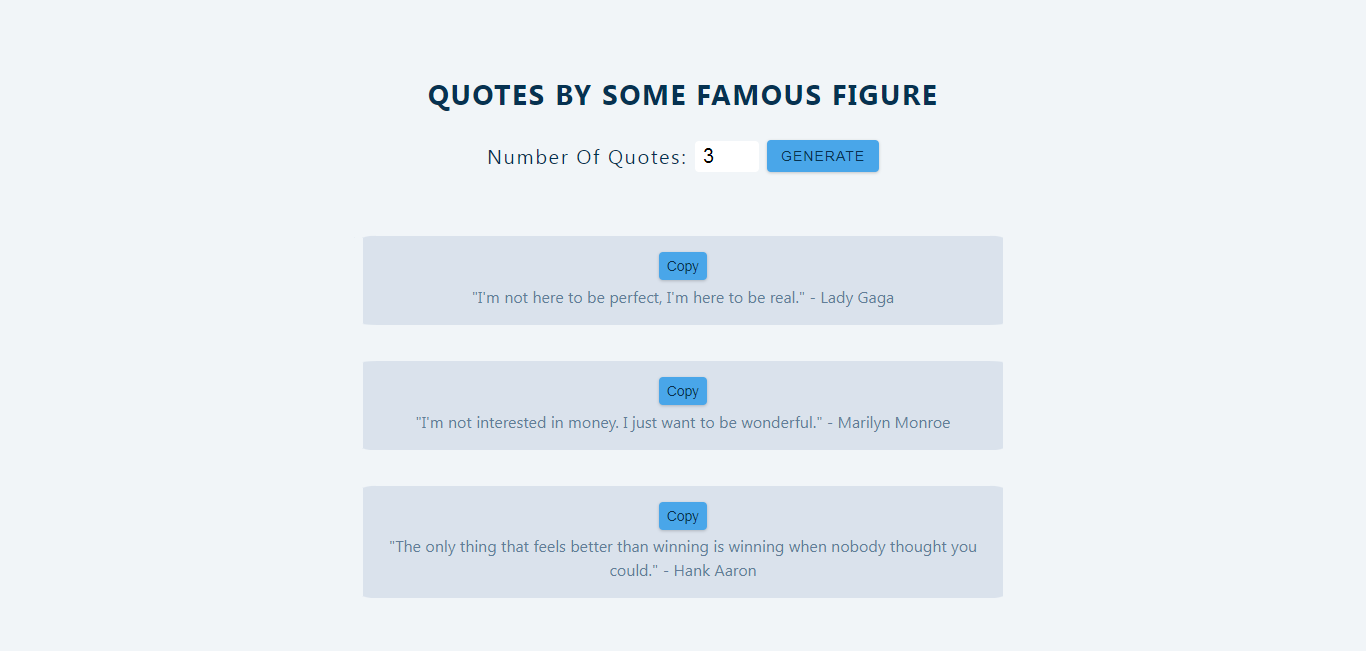 QUOTES BY SOME FAMOUS FIGURE
Number Of Quotes: 3 GENERATE
Copy
"I'm not here to be perfect, I'm here to be real." - Lady Gaga
Copy
"I'm not interested in money. I just want to be wonderful." - Marilyn Monroe
Copy
"The only thing that feels better than winning is winning when nobody thought you
could." - Hank Aaron